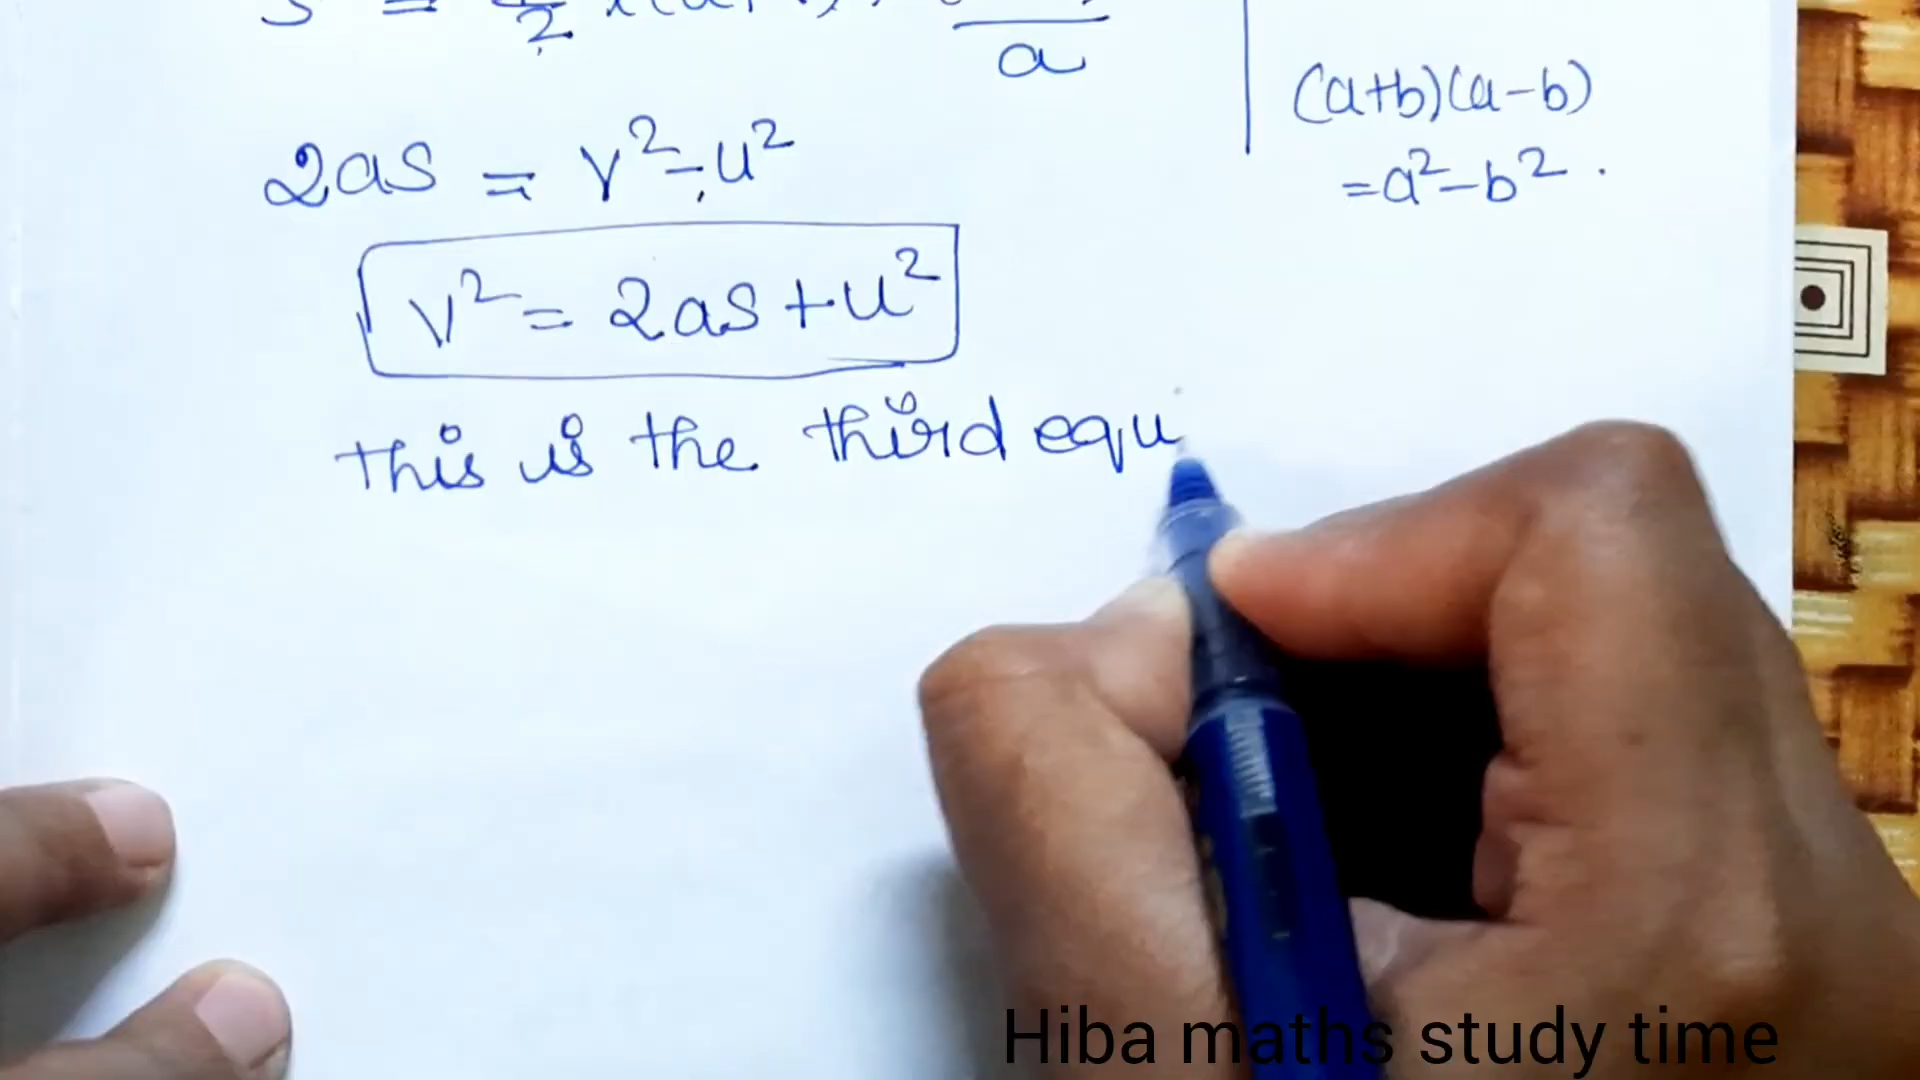 a
2as = v²-u²
v² = 2as+u²
This is the third equ
(a+b)(a-b)
=a²-b².
Hiba maths study time